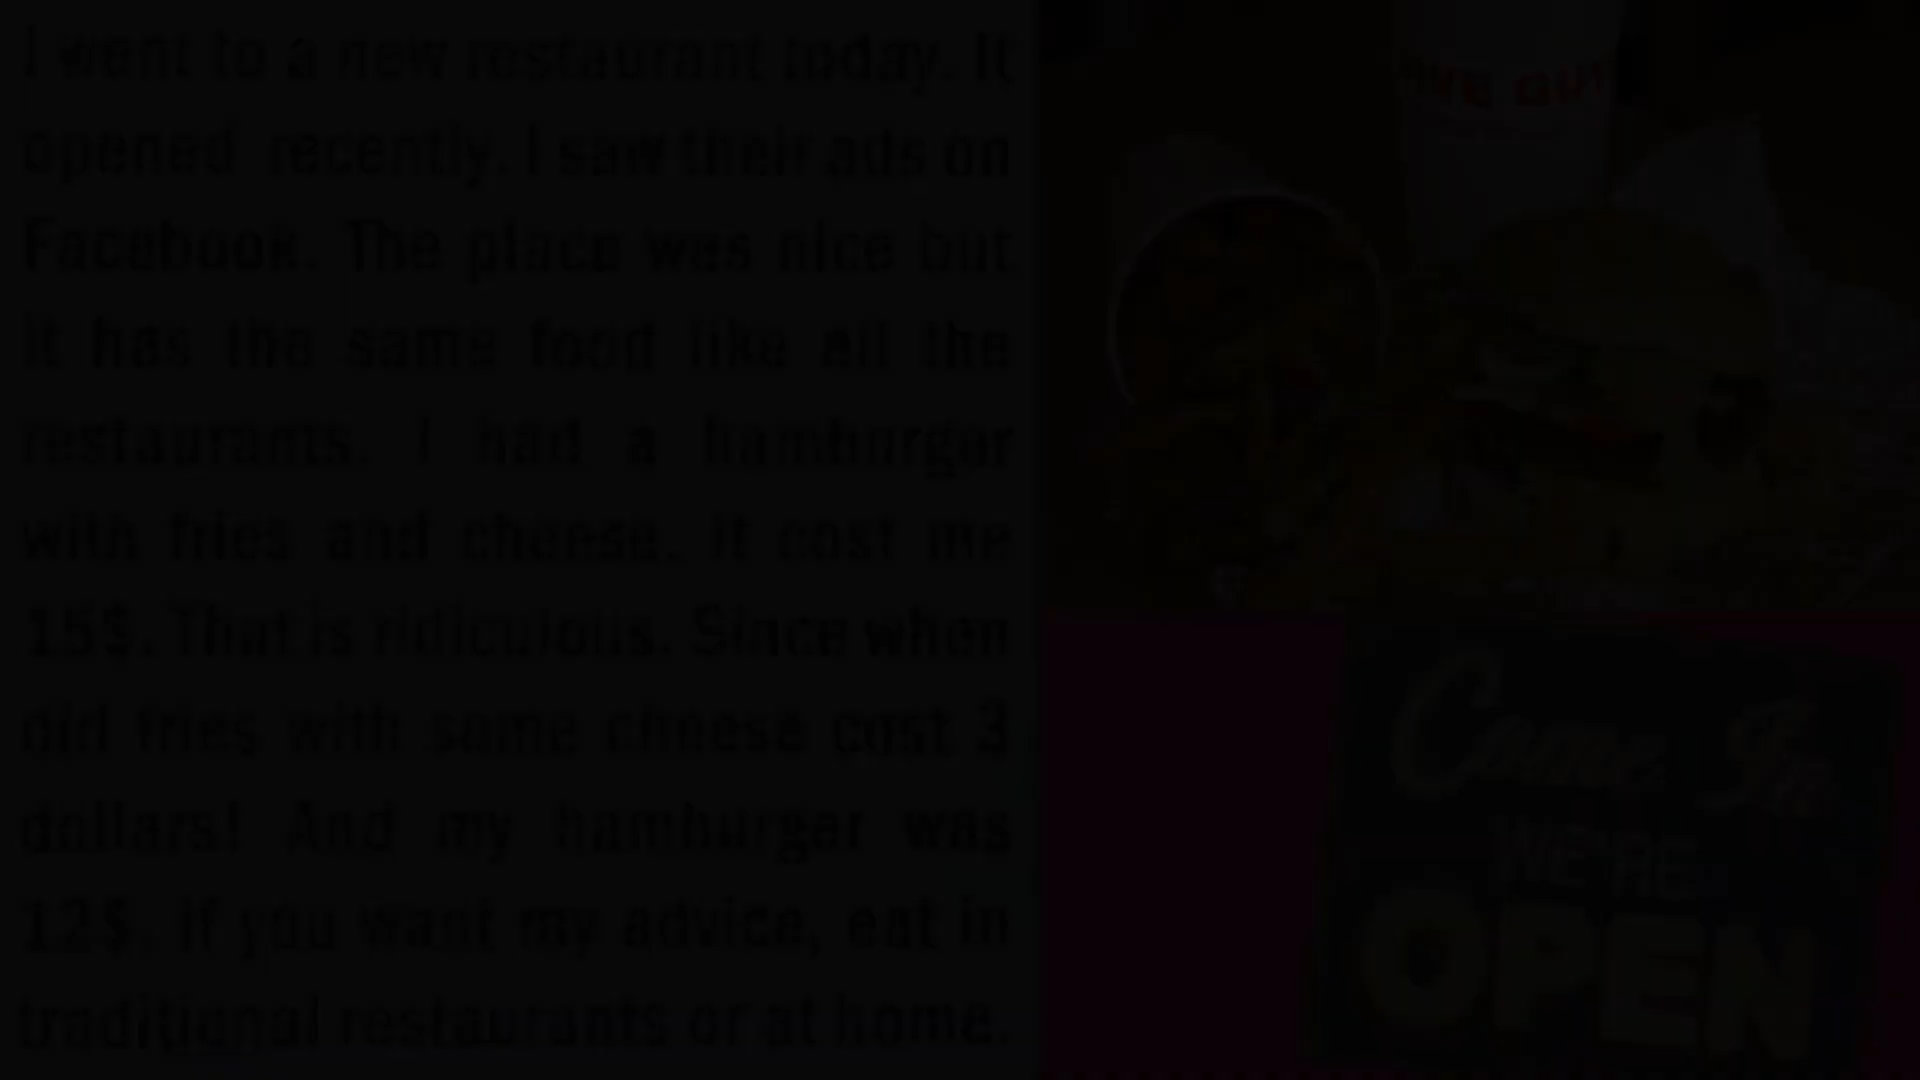 I went to a new restaurant today. It
opened recently. I saw their ads on
Facebook. The place was nice but
it has the same food like all the
restaurants. I had a hamburger
with fries and cheese. It cost me
15$. That is ridiculous. Since when
did fries with some cheese cost 3
dollars! And my hamburger was
12$. If you want my advice, eat in
traditional restaurants or at home.
Come In
WE'RE
OPEN